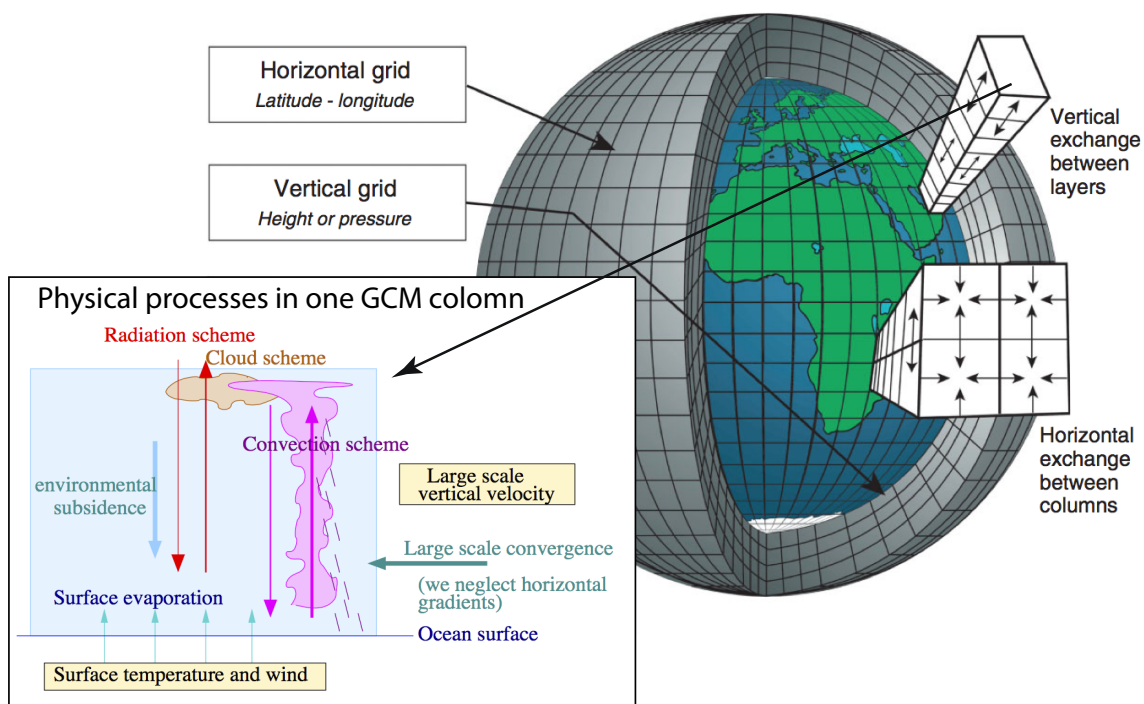 Horizontal grid
Latitude - longitude
Vertical grid
Height or pressure
Vertical
exchange
between
layers
Horizontal
exchange
between
columns
Physical processes in one GCM colomn
Radiation scheme
Cloud scheme
Convection scheme
environmental
subsidence
Large scale
vertical velocity
Large scale convergence
(we neglect horizontal
gradients)
Surface evaporation
Ocean surface
Surface temperature and wind